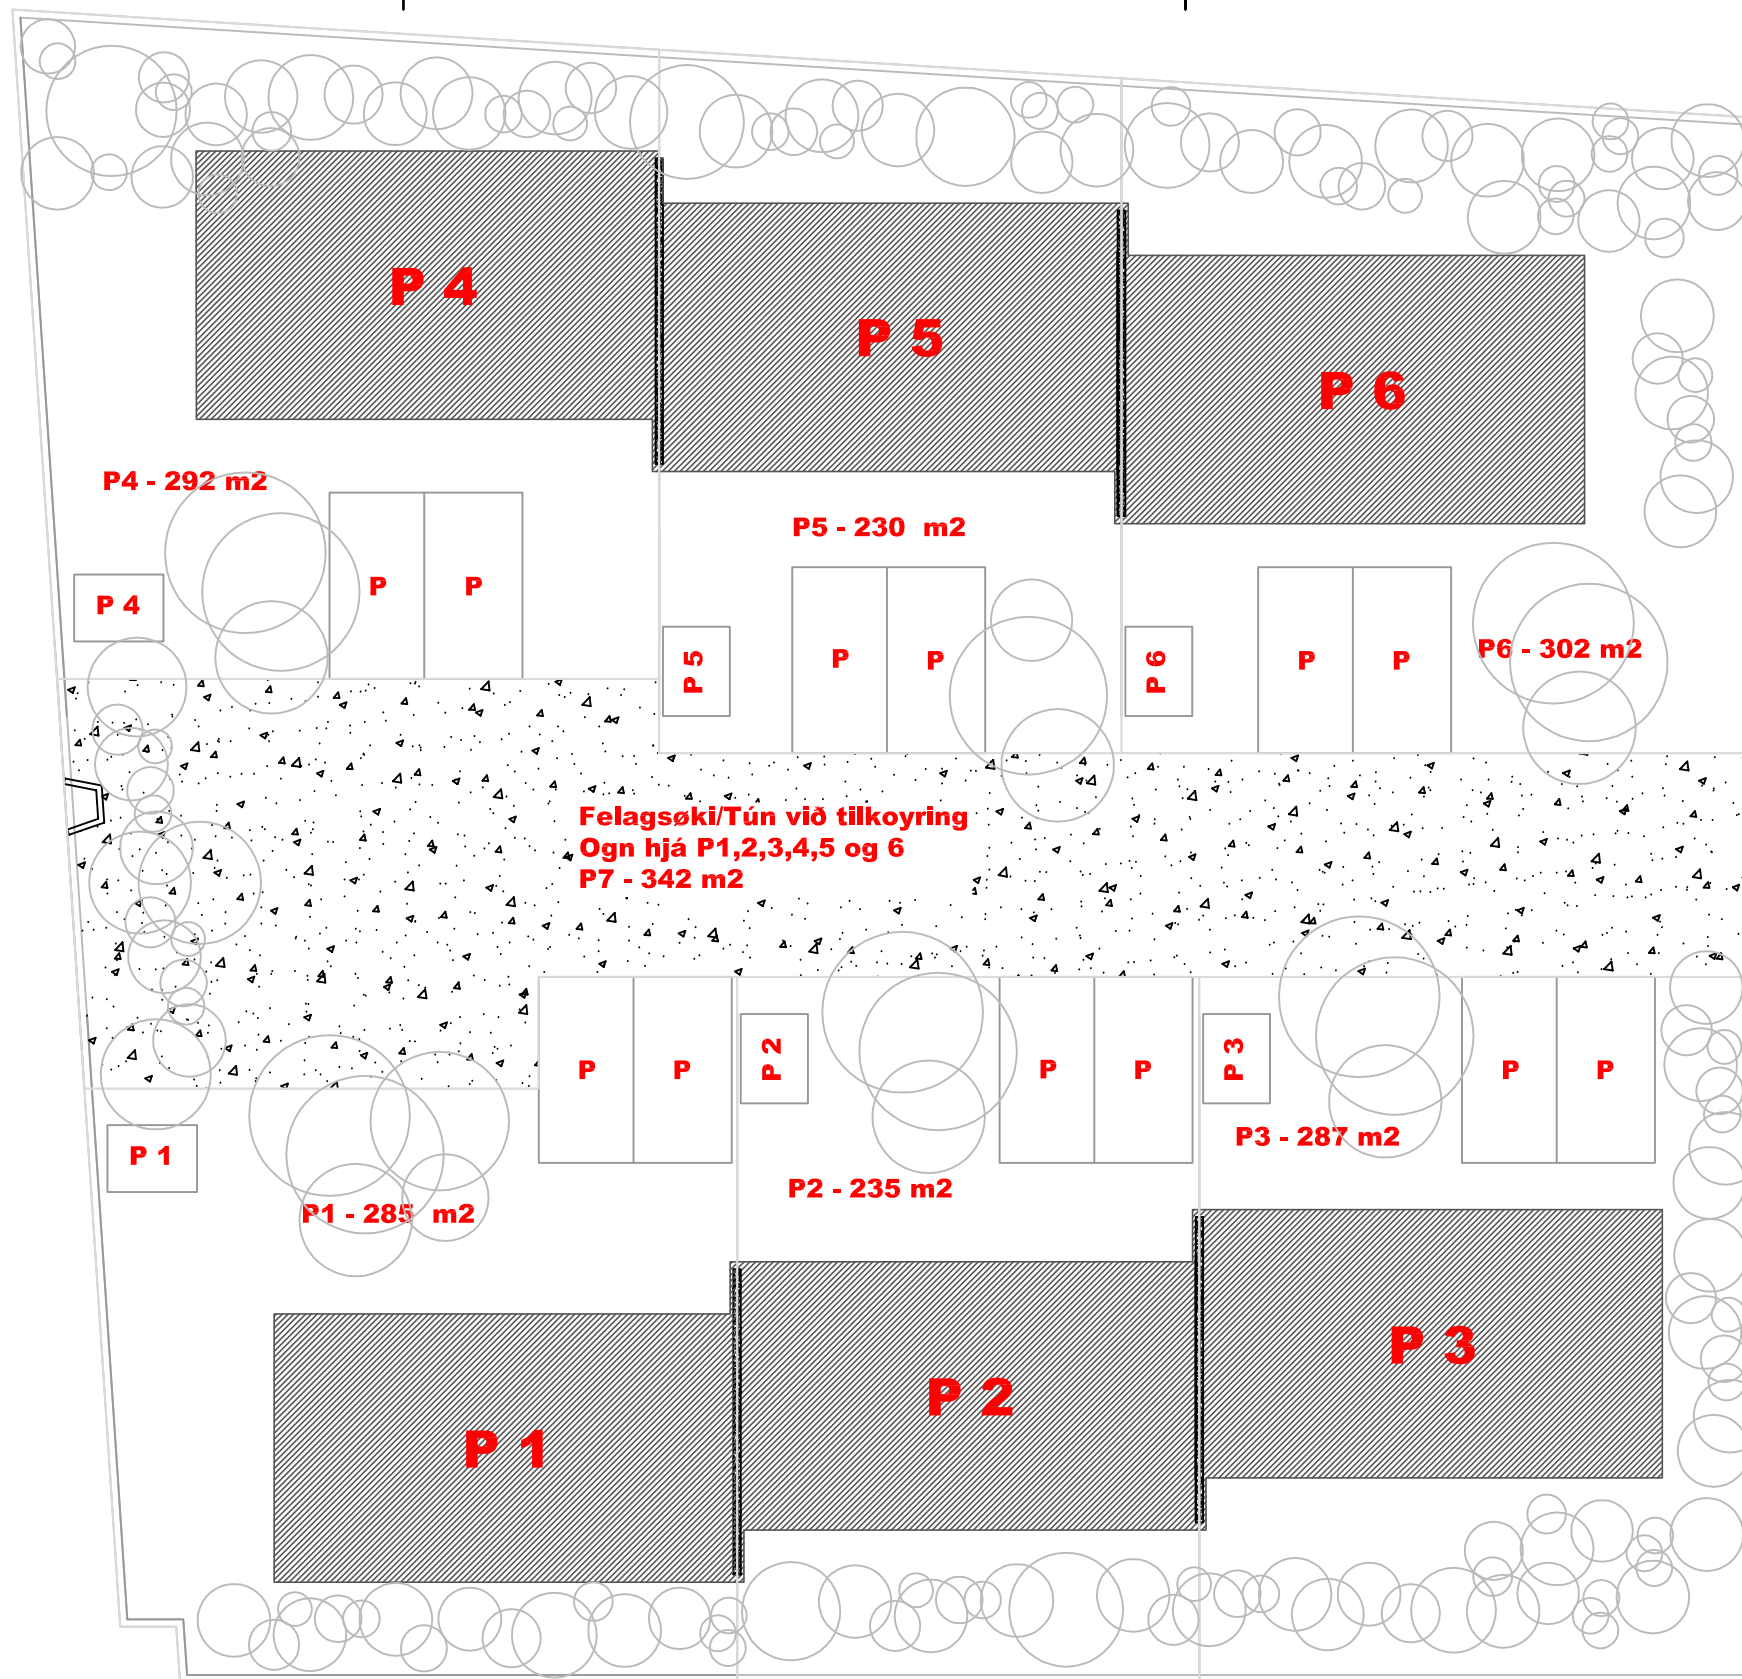 P 4
P 5
P 6
P4 - 292 m2
P5 - 230 m2
P P
P 4
P 5
P P
P 6
P P
P6 - 302 m2
Felagsøki/Tún við tilkoyring
Ogn hjá P1,2,3,4,5 og 6
P7 - 342 m2
P P
P 2
P P
P 3
P P
P3 - 287 m2
P 1
P2 - 235 m2
P1 - 285 m2
P 3
P 2
P 1